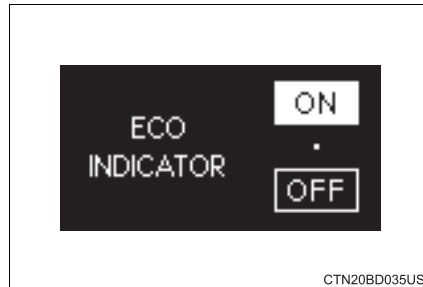 ECO
INDICATOR
ON
OFF
CTN20BD035US